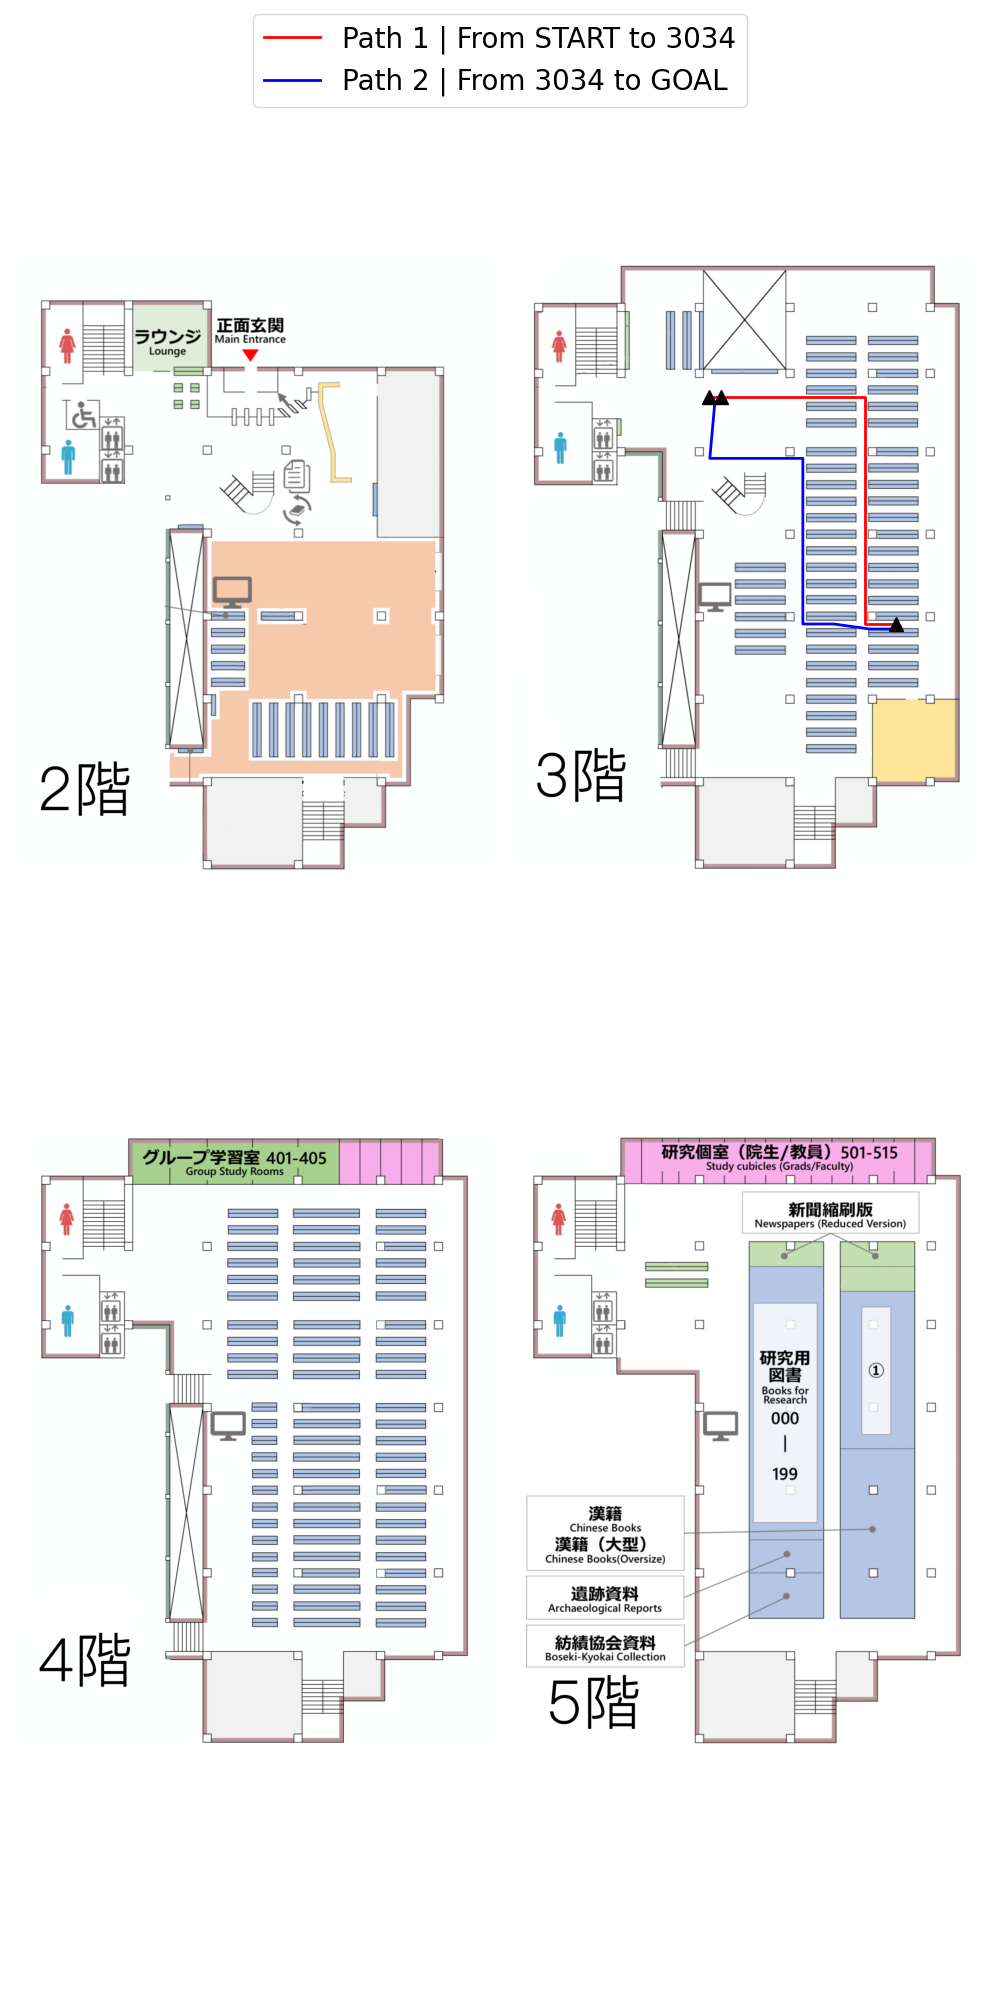 Path 1 | From START to 3034
Path 2 | From 3034 to GOAL
ラウンジ
Lounge
正面玄関
Main Entrance
2階
3階
グループ学習室 401-405
Group Study Rooms
4階
研究個室（院生/教員）501-515
Study cubicles (Grads/Faculty)
新聞縮刷版
Newspapers (Reduced Version)
研究用
図書
Books for
Research
000
|
199
①
漢籍
Chinese Books
漢籍（大型）
Chinese Books(Oversize)
遺跡資料
Archaeological Reports
紡績協会資料
Boseki-Kyokai Collection
5階